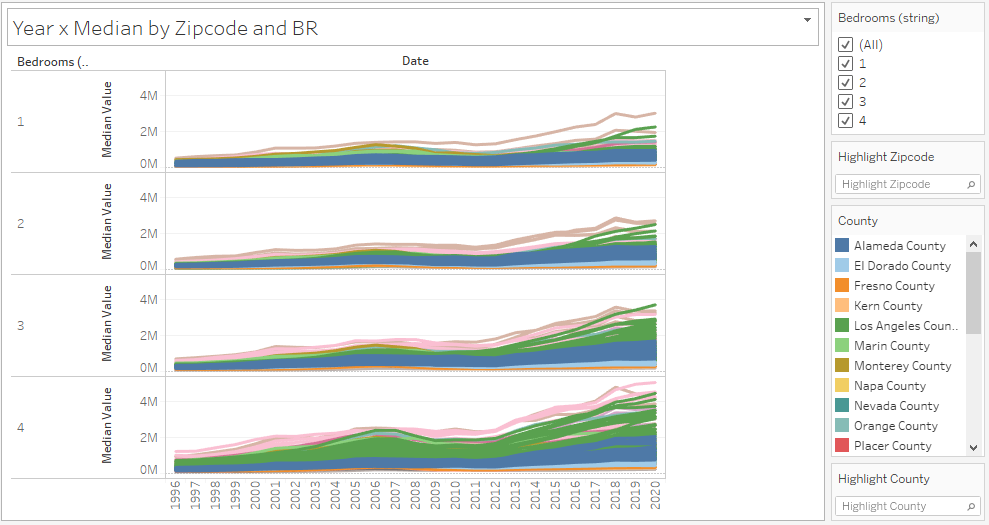 Year x Median by Zipcode and BR
Bedrooms (..
Date
1
Median Value
4M
2M
0M
2
Median Value
4M
2M
0M
3
Median Value
4M
2M
0M
4
Median Value
4M
2M
0M
1996 1997 1998 1999 2000 2001 2002 2003 2004 2005 2006 2007 2008 2009 2010 2011 2012 2013 2014 2015 2016 2017 2018 2019 2020
Bedrooms (string)
(All)
1
2
3
4
Highlight Zipcode
Highlight Zipcode
County
Alameda County
El Dorado County
Fresno County
Kern County
Los Angeles Coun..
Marin County
Monterey County
Napa County
Nevada County
Orange County
Placer County
Highlight County
Highlight County